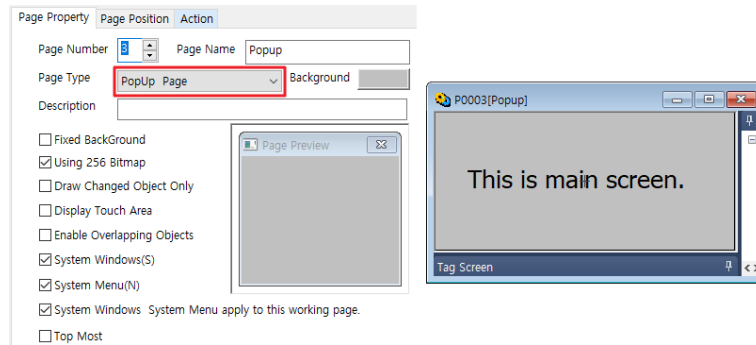 Page Property Page Position Action
Page Number 3 Page Name Popup
Page Type PopUp Page Background
Description
Fixed BackGround
Using 256 Bitmap
Draw Changed Object Only
Display Touch Area
Enable Overlapping Objects
System Windows(S)
System Menu(N)
System Windows System Menu apply to this working page.
Top Most
Page Preview
P0003[Popup]
This is main screen.
Tag Screen